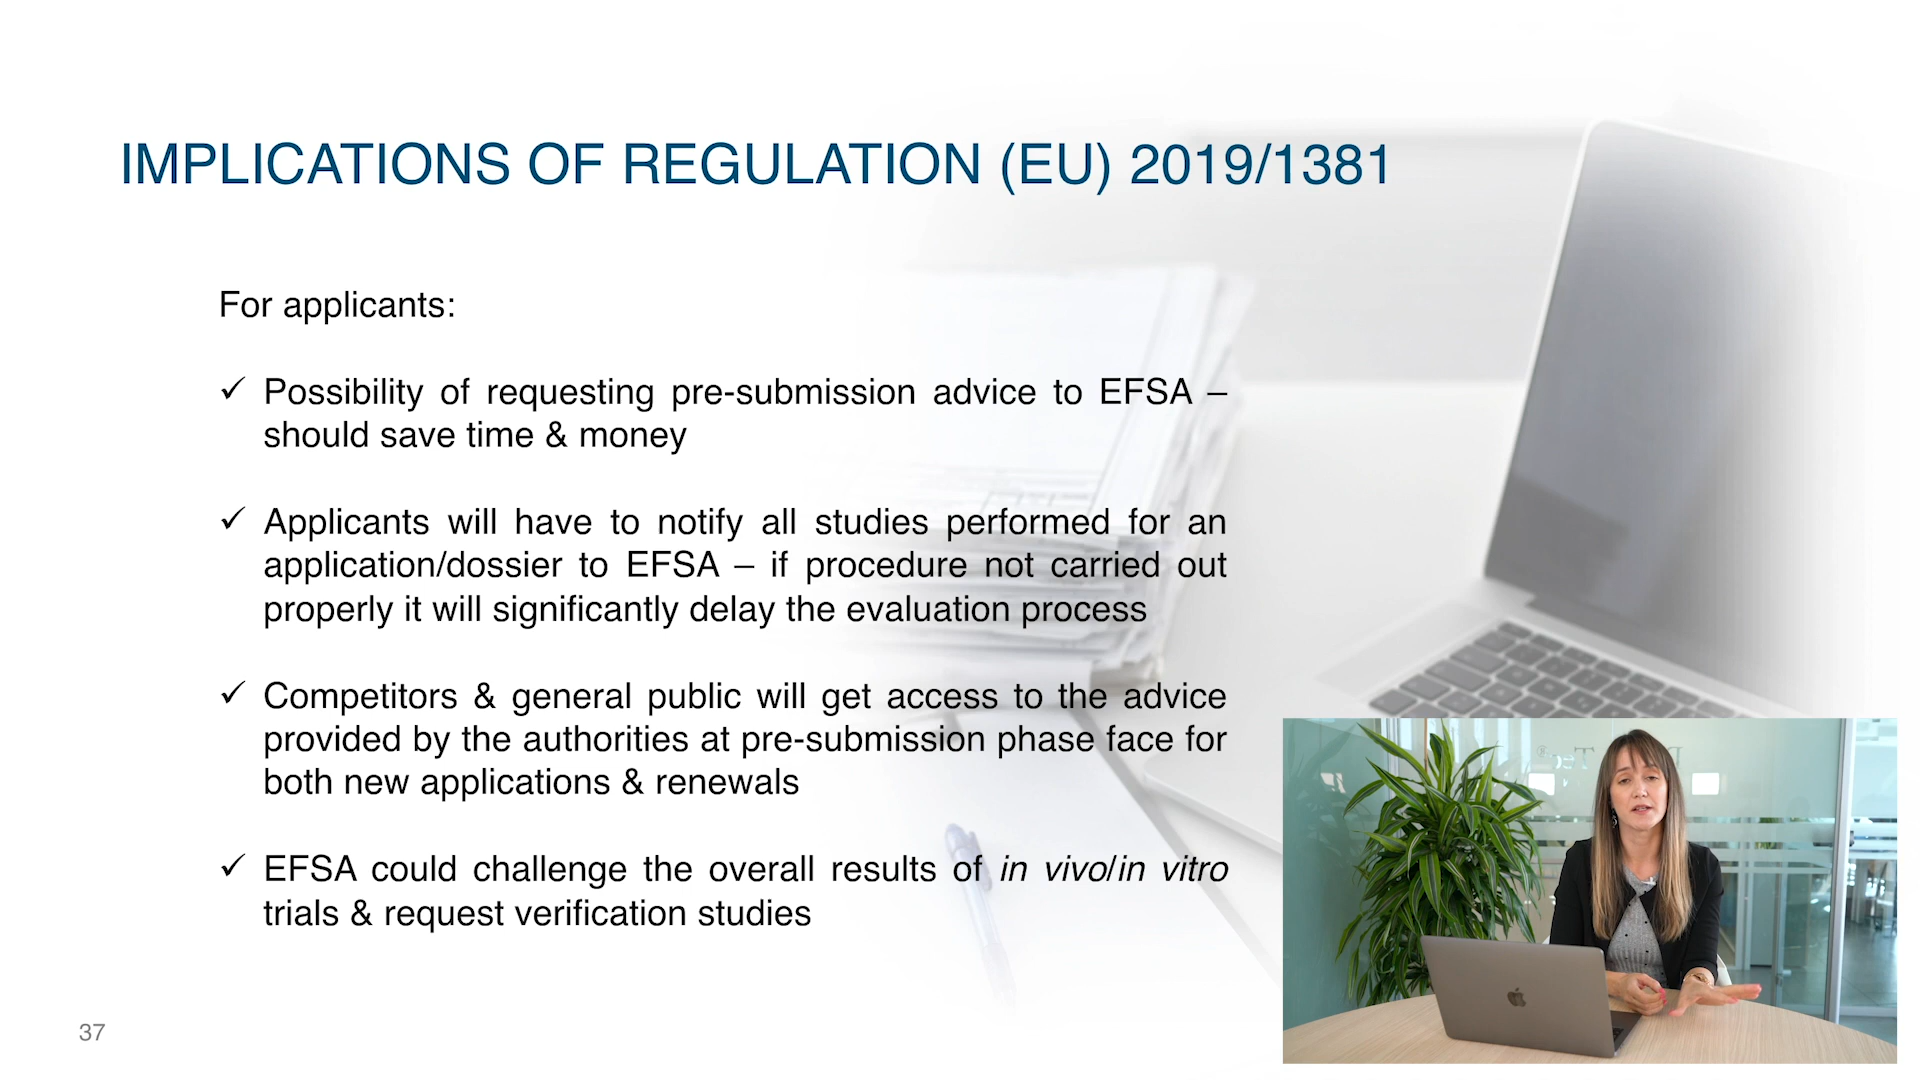 IMPLICATIONS OF REGULATION (EU) 2019/1381
For applicants:
✓ Possibility of requesting pre-submission advice to EFSA –
should save time & money
✓ Applicants will have to notify all studies performed for an
application/dossier to EFSA – if procedure not carried out
properly it will significantly delay the evaluation process
✓ Competitors & general public will get access to the advice
provided by the authorities at pre-submission phase face for
both new applications & renewals
✓ EFSA could challenge the overall results of in vivo/in vitro
trials & request verification studies
37